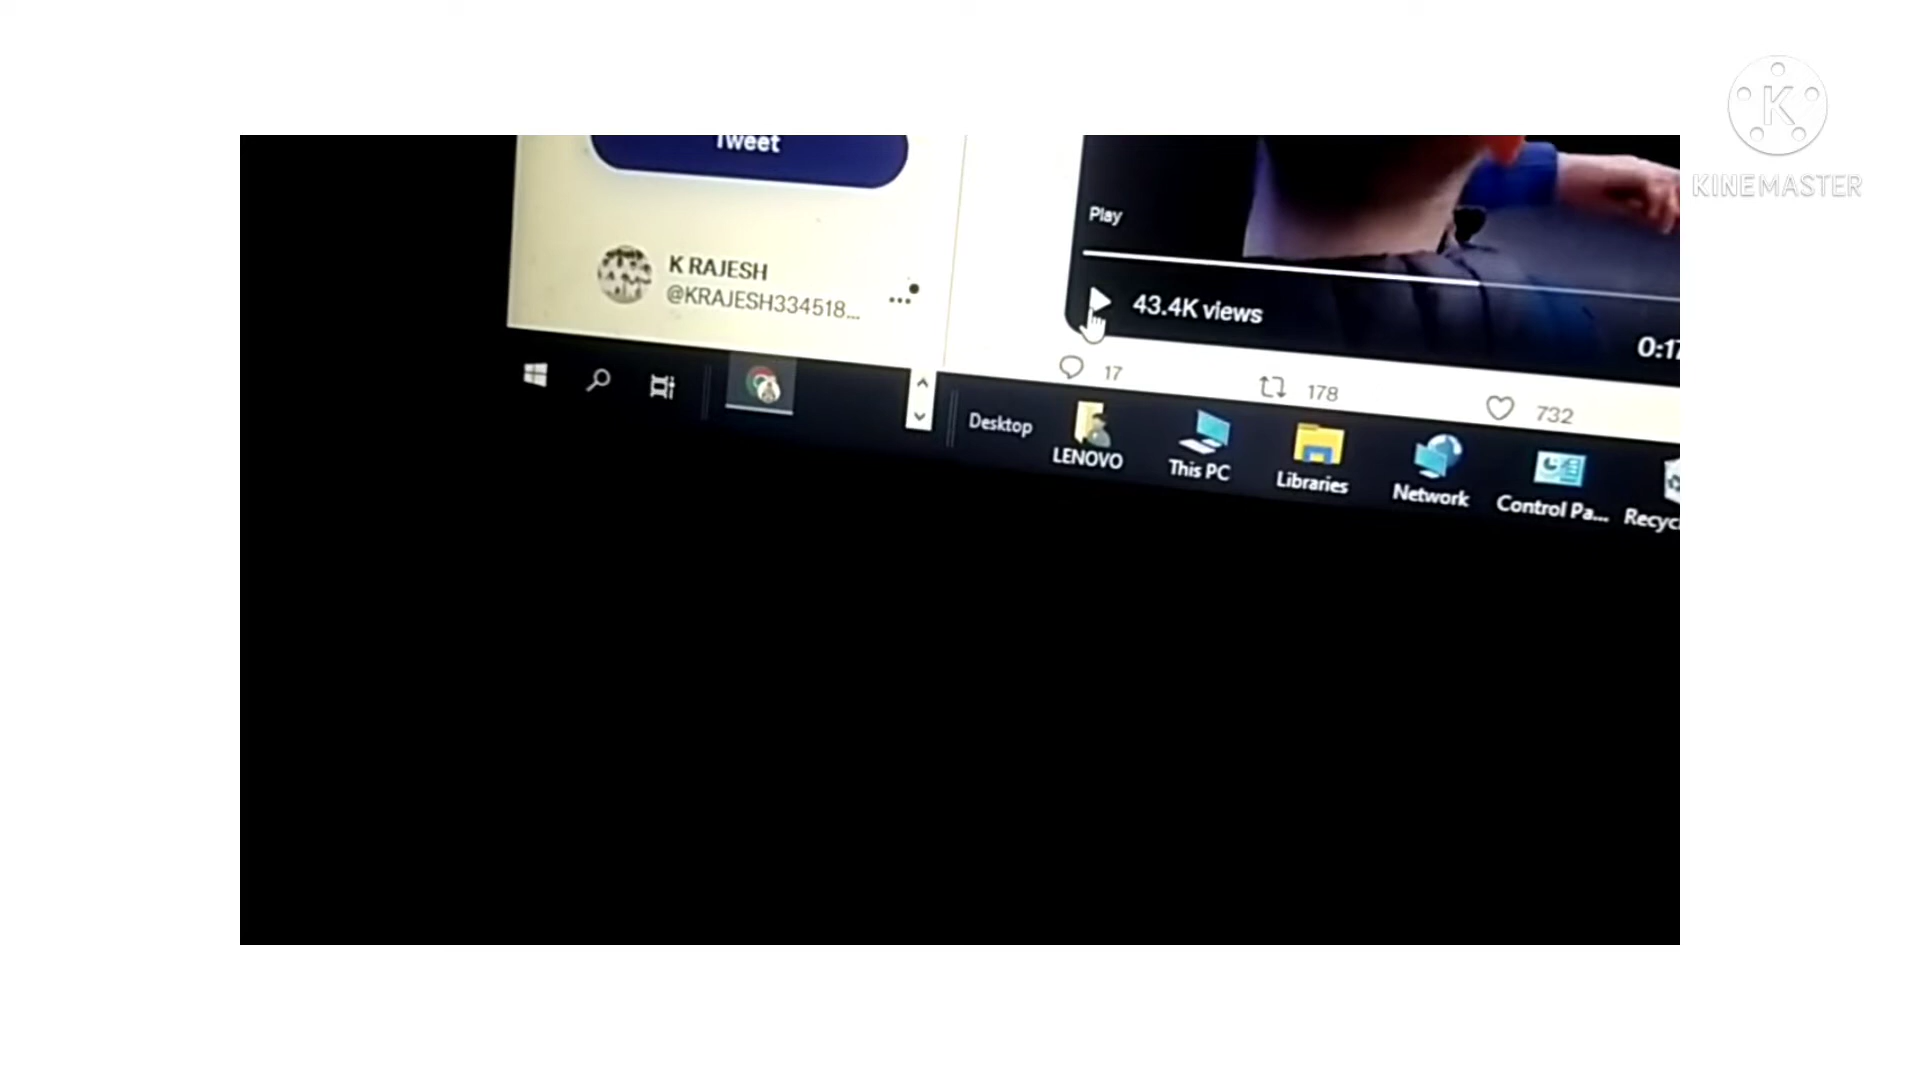 K
KINEMASTER
Tweet
Play
K RAJESH
@KRAJESH334518...
43.4K views
0:17
17
178
732
Desktop
LENOVO
This PC
Libraries
Network
Control Pa...
Recyc